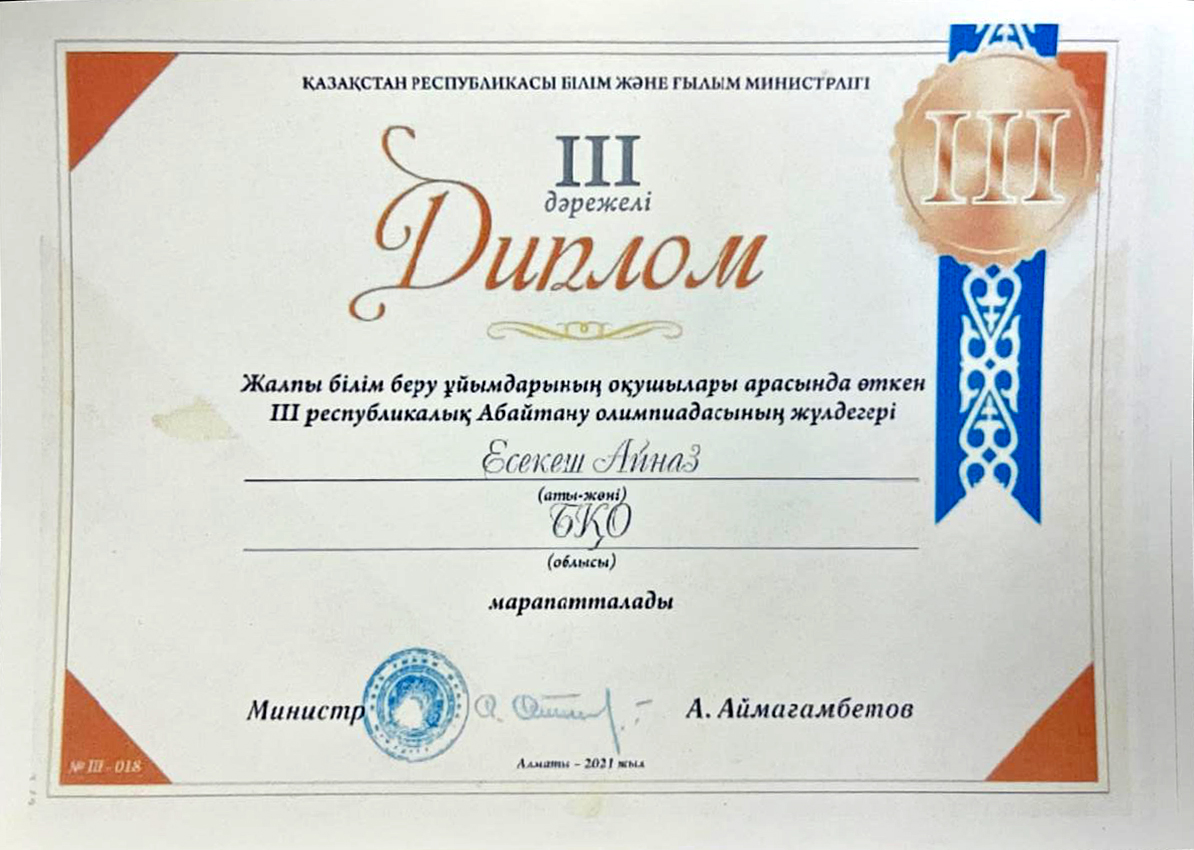 ҚАЗАҚСТАН РЕСПУБЛИКАСЫ БІЛІМ ЖӘНЕ ҒЫЛЫМ МИНИСТРЛІГІ
III
III
дәрежелі
Диплом
Жалпы білім беру ұйымдарының оқушылары арасында өткен
III республикалық Абайтану олимпиадасының жүлдегері
Есекеш Айназ
(аты-жөні)
БҚО
(облысы)
марапатталады
Министр
А. Аймагамбетов
№ III - 018
Алматы - 2021 жыл